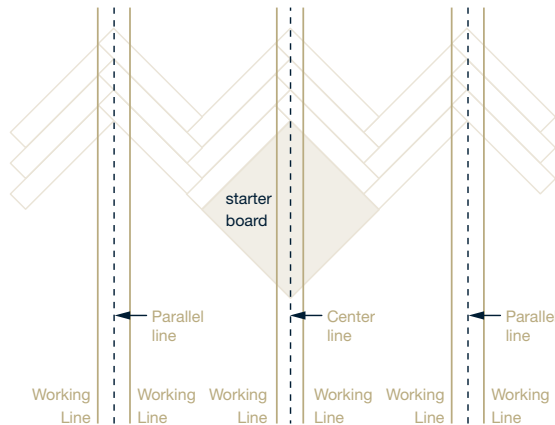 starter
board
Parallel
line
Center
line
Paralle
line
Working
Line
Working
Line
Working
Line
Working
Line
Working
Line
Working
Line